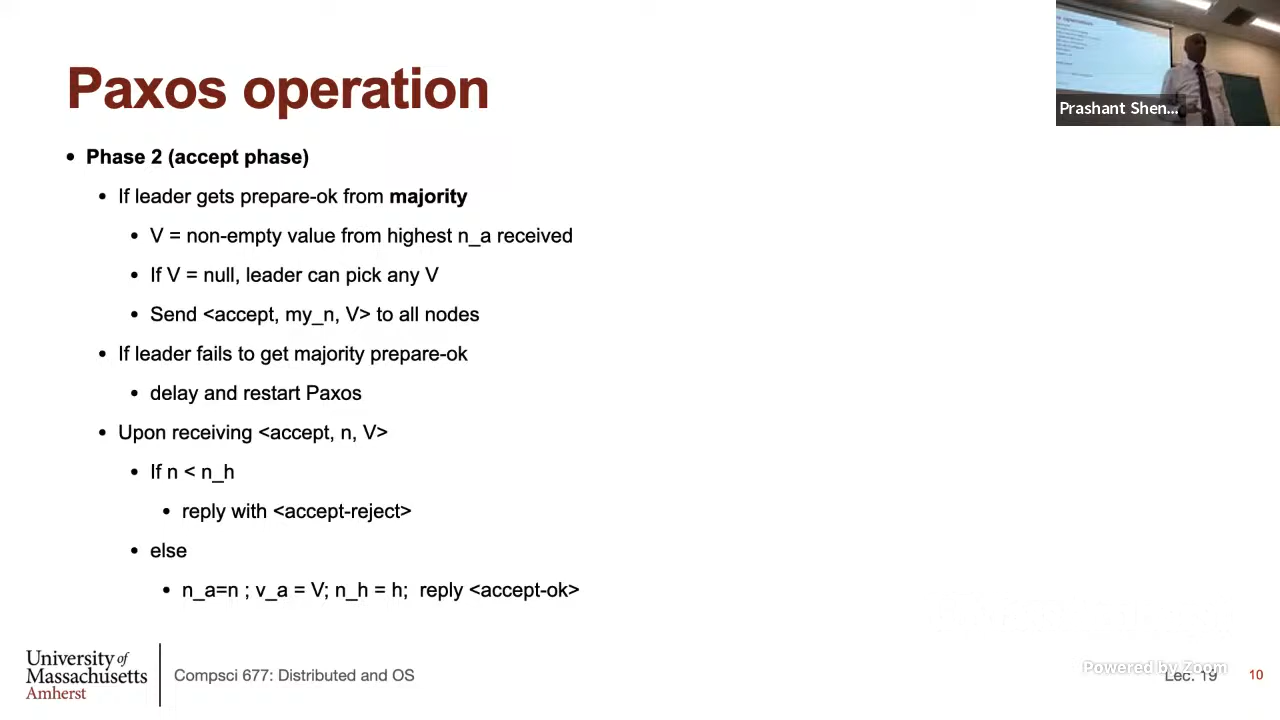 Paxos operation
Prashant Shen...
• Phase 2 (accept phase)
• If leader gets prepare-ok from majority
• V = non-empty value from highest n_a received
• If V = null, leader can pick any V
• Send <accept, my_n, V> to all nodes
• If leader fails to get majority prepare-ok
• delay and restart Paxos
• Upon receiving <accept, n, V>
• If n < n_h
• reply with <accept-reject>
• else
• n_a=n ; v_a = V; n_h = h; reply <accept-ok>
University of
Massachusetts
Amherst
Compsci 677: Distributed and OS
Powered by Zoom
Lec. 19
10